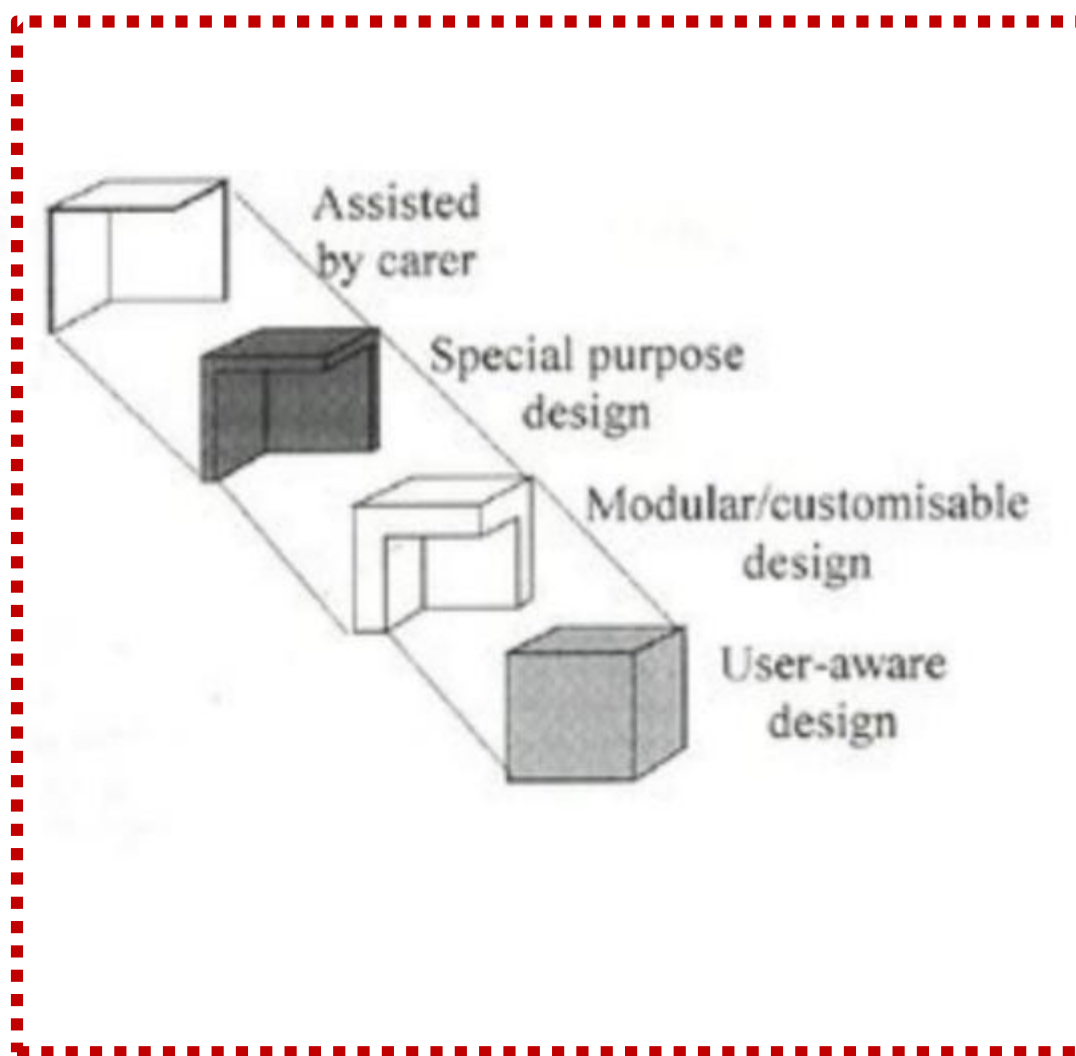 Assisted
by carer
Special purpose
design
Modular/customisable
design
User-aware
design